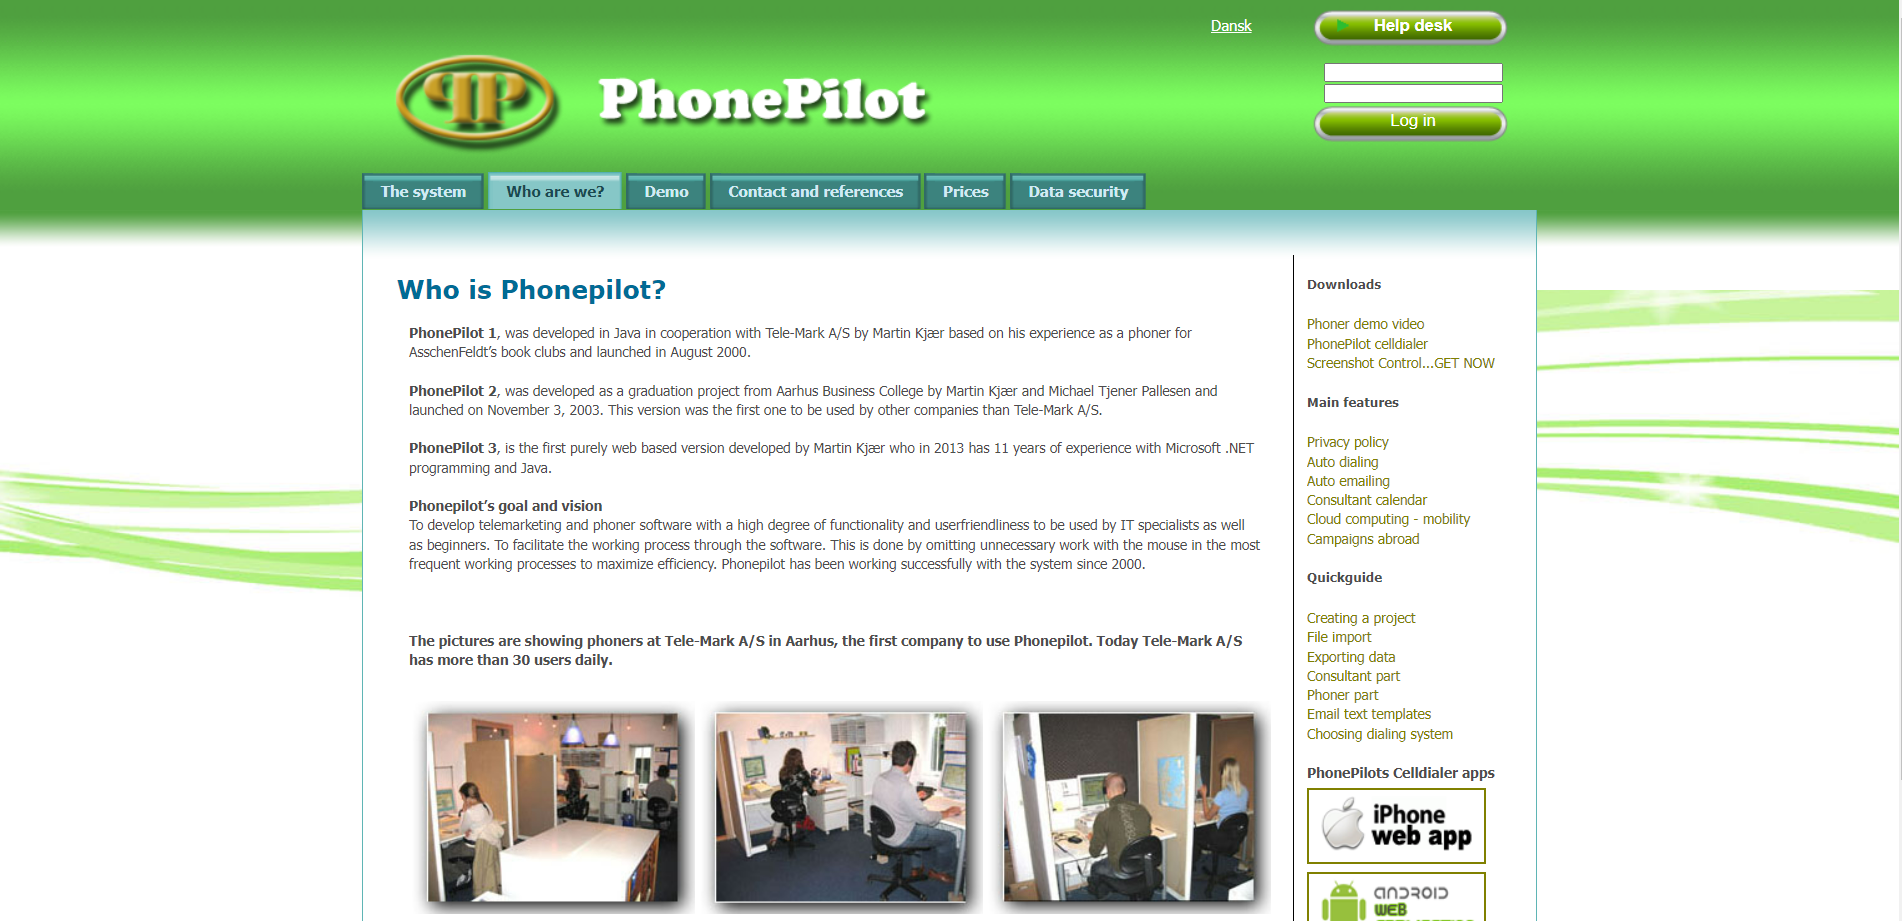 Dansk
Help desk
PP
PhonePilot
Log in
The system
Who are we?
Demo
Contact and references
Prices
Data security
Who is Phonepilot?
PhonePilot 1, was developed in Java in cooperation with Tele-Mark A/S by Martin Kjær based on his experience as a phoner for
AsschenFeldt’s book clubs and launched in August 2000.
PhonePilot 2, was developed as a graduation project from Aarhus Business College by Martin Kjær and Michael Tjener Pallesen and
launched on November 3, 2003. This version was the first one to be used by other companies than Tele-Mark A/S.
PhonePilot 3, is the first purely web based version developed by Martin Kjær who in 2013 has 11 years of experience with Microsoft .NET
programming and Java.
Phonepilot’s goal and vision
To develop telemarketing and phoner software with a high degree of functionality and userfriendliness to be used by IT specialists as well
as beginners. To facilitate the working process through the software. This is done by omitting unnecessary work with the mouse in the most
frequent working processes to maximize efficiency. Phonepilot has been working successfully with the system since 2000.
The pictures are showing phoners at Tele-Mark A/S in Aarhus, the first company to use Phonepilot. Today Tele-Mark A/S
has more than 30 users daily.
Downloads
Phoner demo video
PhonePilot celldialer
Screenshot Control...GET NOW
Main features
Privacy policy
Auto dialing
Auto emailing
Consultant calendar
Cloud computing - mobility
Campaigns abroad
Quickguide
Creating a project
File import
Exporting data
Consultant part
Phoner part
Email text templates
Choosing dialing system
PhonePilots Celldialer apps
iPhone
web app
ANDROID
WEB